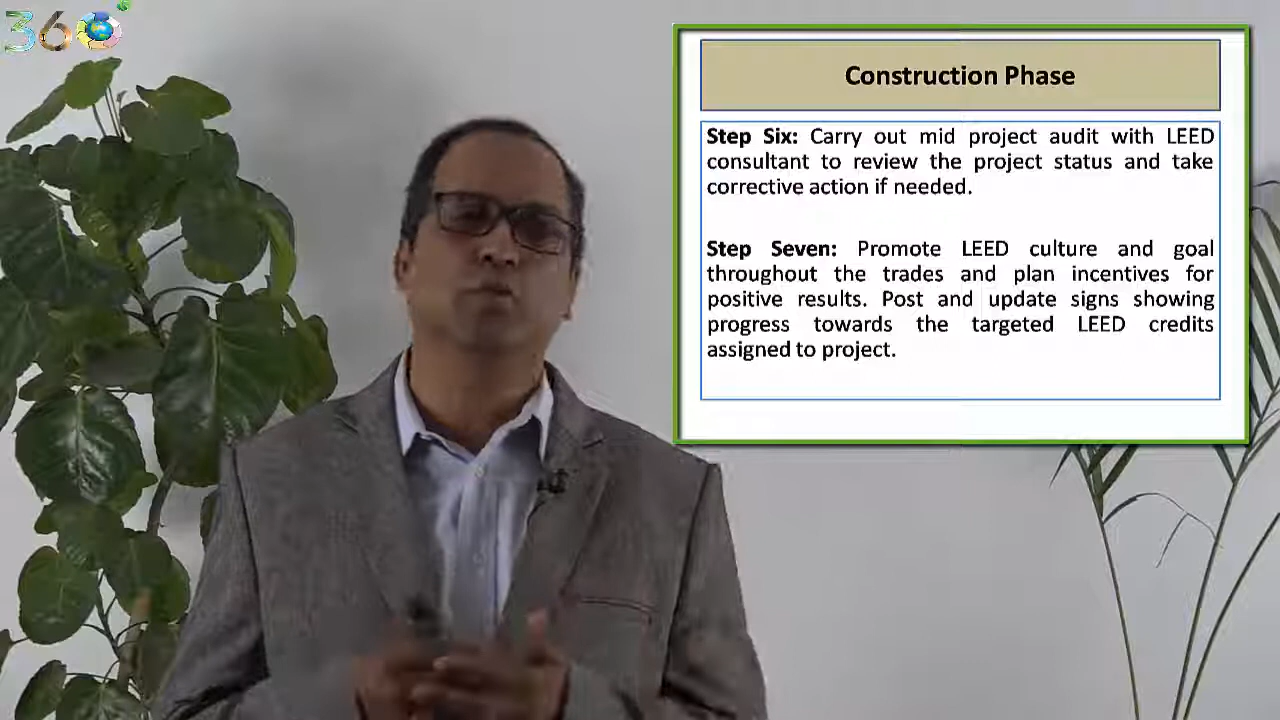 360
Construction Phase
Step Six: Carry out mid project audit with LEED
consultant to review the project status and take
corrective action if needed.
Step Seven: Promote LEED culture and goal
throughout the trades and plan incentives for
positive results. Post and update signs showing
progress towards the targeted LEED credits
assigned to project.